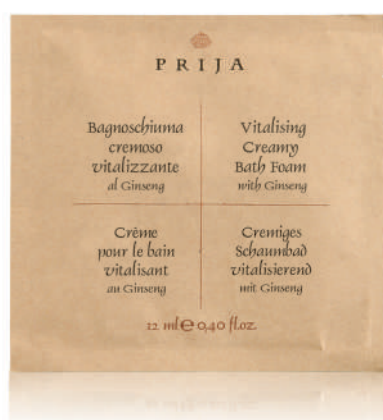 PRIJA
Bagnoschiuma
cremoso
vitalizzante
al Ginseng
Vitalising
Creamy
Bath Foam
with Ginseng
Crème
pour le bain
vitalisant
au Ginseng
Cremiges
Schaumbad
vitalisierend
mit Ginseng
12 ml ℮ 0,40 fl.oz.